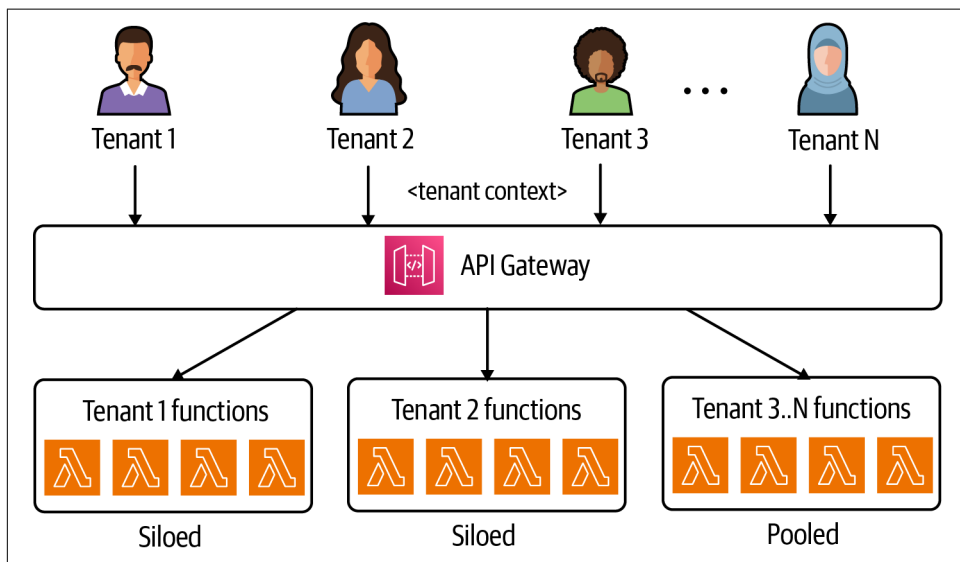 Tenant 1
Tenant 2
Tenant 3
...
Tenant N
<tenant context>
</>
API Gateway
Tenant 1 functions
Tenant 2 functions
Tenant 3..N functions
λ λ λ λ
λ λ λ λ
λ λ λ λ
Siloed
Siloed
Pooled